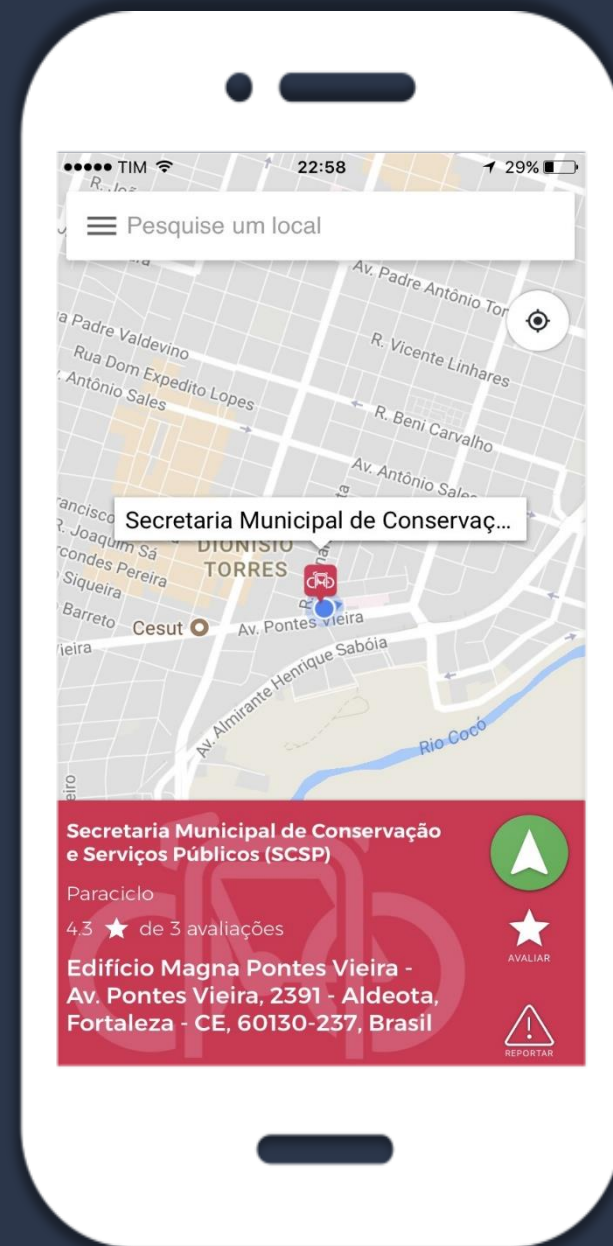 TIM
22:58
29%
Pesquise um local
Av. Padre Antônio Tor
Padre Valdevino
R. Vicente Linhares
Rua Dom Expedito Lopes
Antônio Sales
R. Beni Carvalho
Av. Antônio Sales
Secretaria Municipal de Conservaç...
R. Joaquim Sá
DIONÍSIO
TORRES
Pereira
Siqueira
Barreto
Cesut
Av. Pontes Vieira
Vieira
Av. Almirante Henrique Sabóia
Rio Cocó
Secretaria Municipal de Conservação
e Serviços Públicos (SCSP)
Paraciclo
4.3 ★ de 3 avaliações
AVALIAR
Edifício Magna Pontes Vieira -
Av. Pontes Vieira, 2391 - Aldeota,
Fortaleza - CE, 60130-237, Brasil
REPORTAR